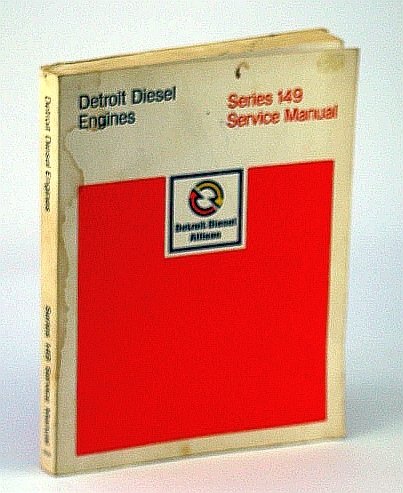 Detroit Diesel
Engines
Series 149
Service Manual
Detroit Diesel
Allison
Detroit Diesel Engines
Series 149 Service Manual